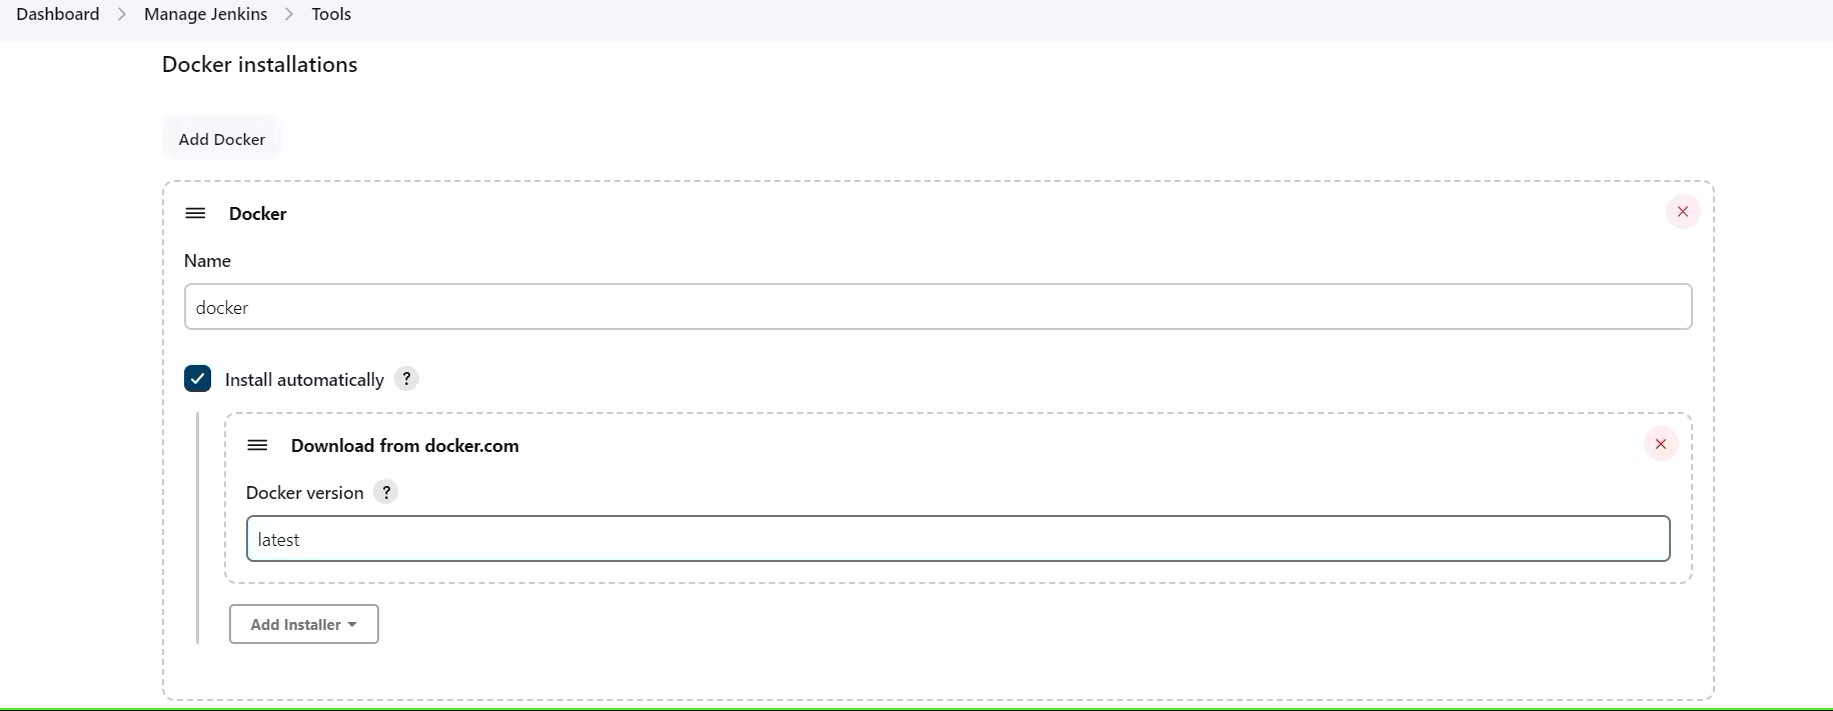 Dashboard > Manage Jenkins > Tools
Docker installations
Add Docker
Docker
Name
docker
Install automatically ?
Download from docker.com
Docker version ?
latest
Add Installer